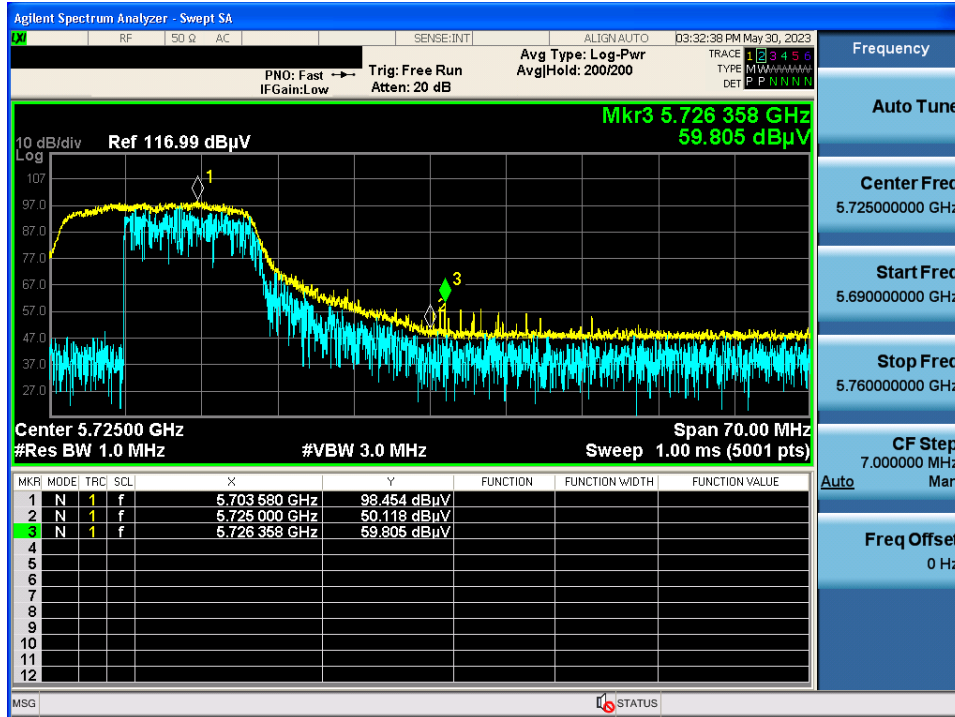 Agilent Spectrum Analyzer - Swept SA
LXI RF 50 Ω AC SENSE:INT ALIGN AUTO 03:32:38 PM May 30, 2023
Frequency
PNO: Fast Trig: Free Run Avg Type: Log-Pwr TRACE 1 2 3 4 5 6
IFGain:Low Atten: 20 dB Avg|Hold: 200/200 TYPE M W W W W W
DET P P N N N N
Auto Tune
Mkr3 5.726 358 GHz
10 dB/div Ref 116.99 dBµV 59.805 dBµV
Log
107
97.0
87.0
77.0
67.0
57.0
47.0
37.0
27.0
1
2
3
Center Freq
5.725000000 GHz
Start Freq
5.690000000 GHz
Stop Freq
5.760000000 GHz
Center 5.72500 GHz Span 70.00 MHz
#Res BW 1.0 MHz #VBW 3.0 MHz Sweep 1.00 ms (5001 pts)
CF Step
7.000000 MHz
Auto Man
MKR MODE TRC SCL X Y FUNCTION FUNCTION WIDTH FUNCTION VALUE
1 N 1 f 5.703 580 GHz 98.454 dBµV
2 N 1 f 5.725 000 GHz 50.118 dBµV
3 N 1 f 5.726 358 GHz 59.805 dBµV
4
5
6
7
8
9
10
11
12
Freq Offset
0 Hz
MSG STATUS